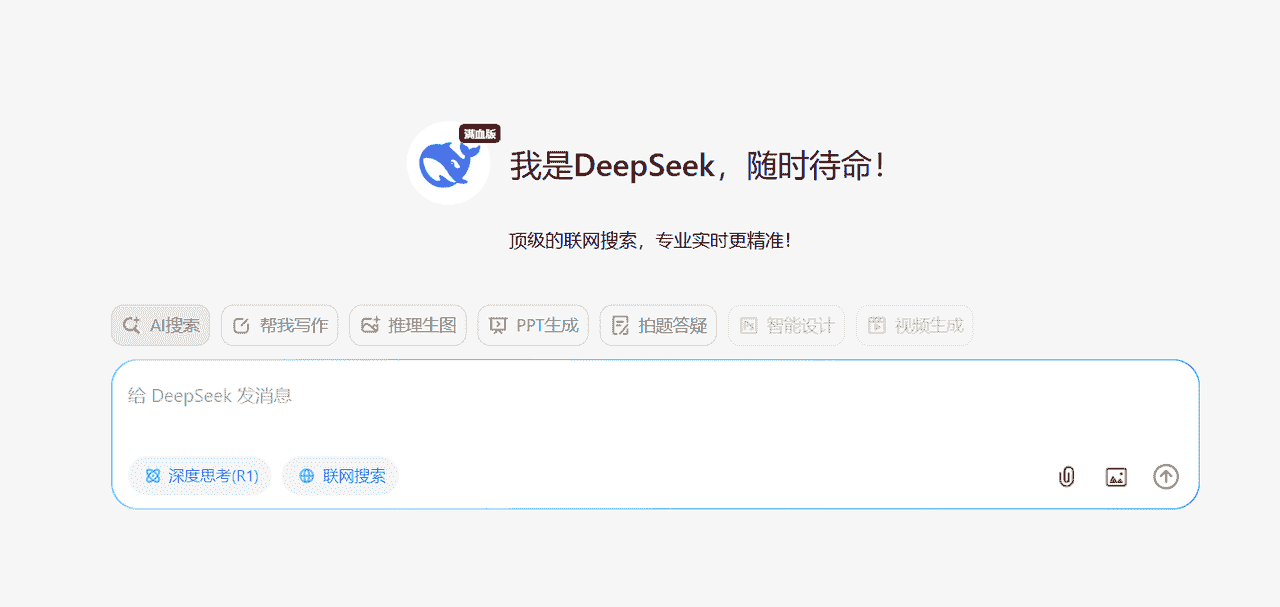 满血版
我是DeepSeek，随时待命！
顶级的联网搜索，专业实时更精准！
AI搜索 帮我写作 推理生图 PPT生成 拍题答疑 智能设计 视频生成
给 DeepSeek 发消息
深度思考(R1) 联网搜索